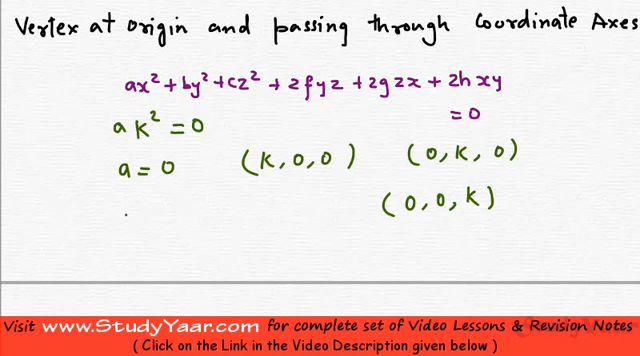 Vertex at origin and passing through Coordinate Axes
ax² + by² + cz² + 2fyz + 2gzx + 2hxy
= 0
ak² = 0
a = 0
(k, 0, 0) (0, k, 0)
(0, 0, k)
Visit www.StudyYaar.com for complete set of Video Lessons & Revision Notes
( Click on the Link in the Video Description given below )